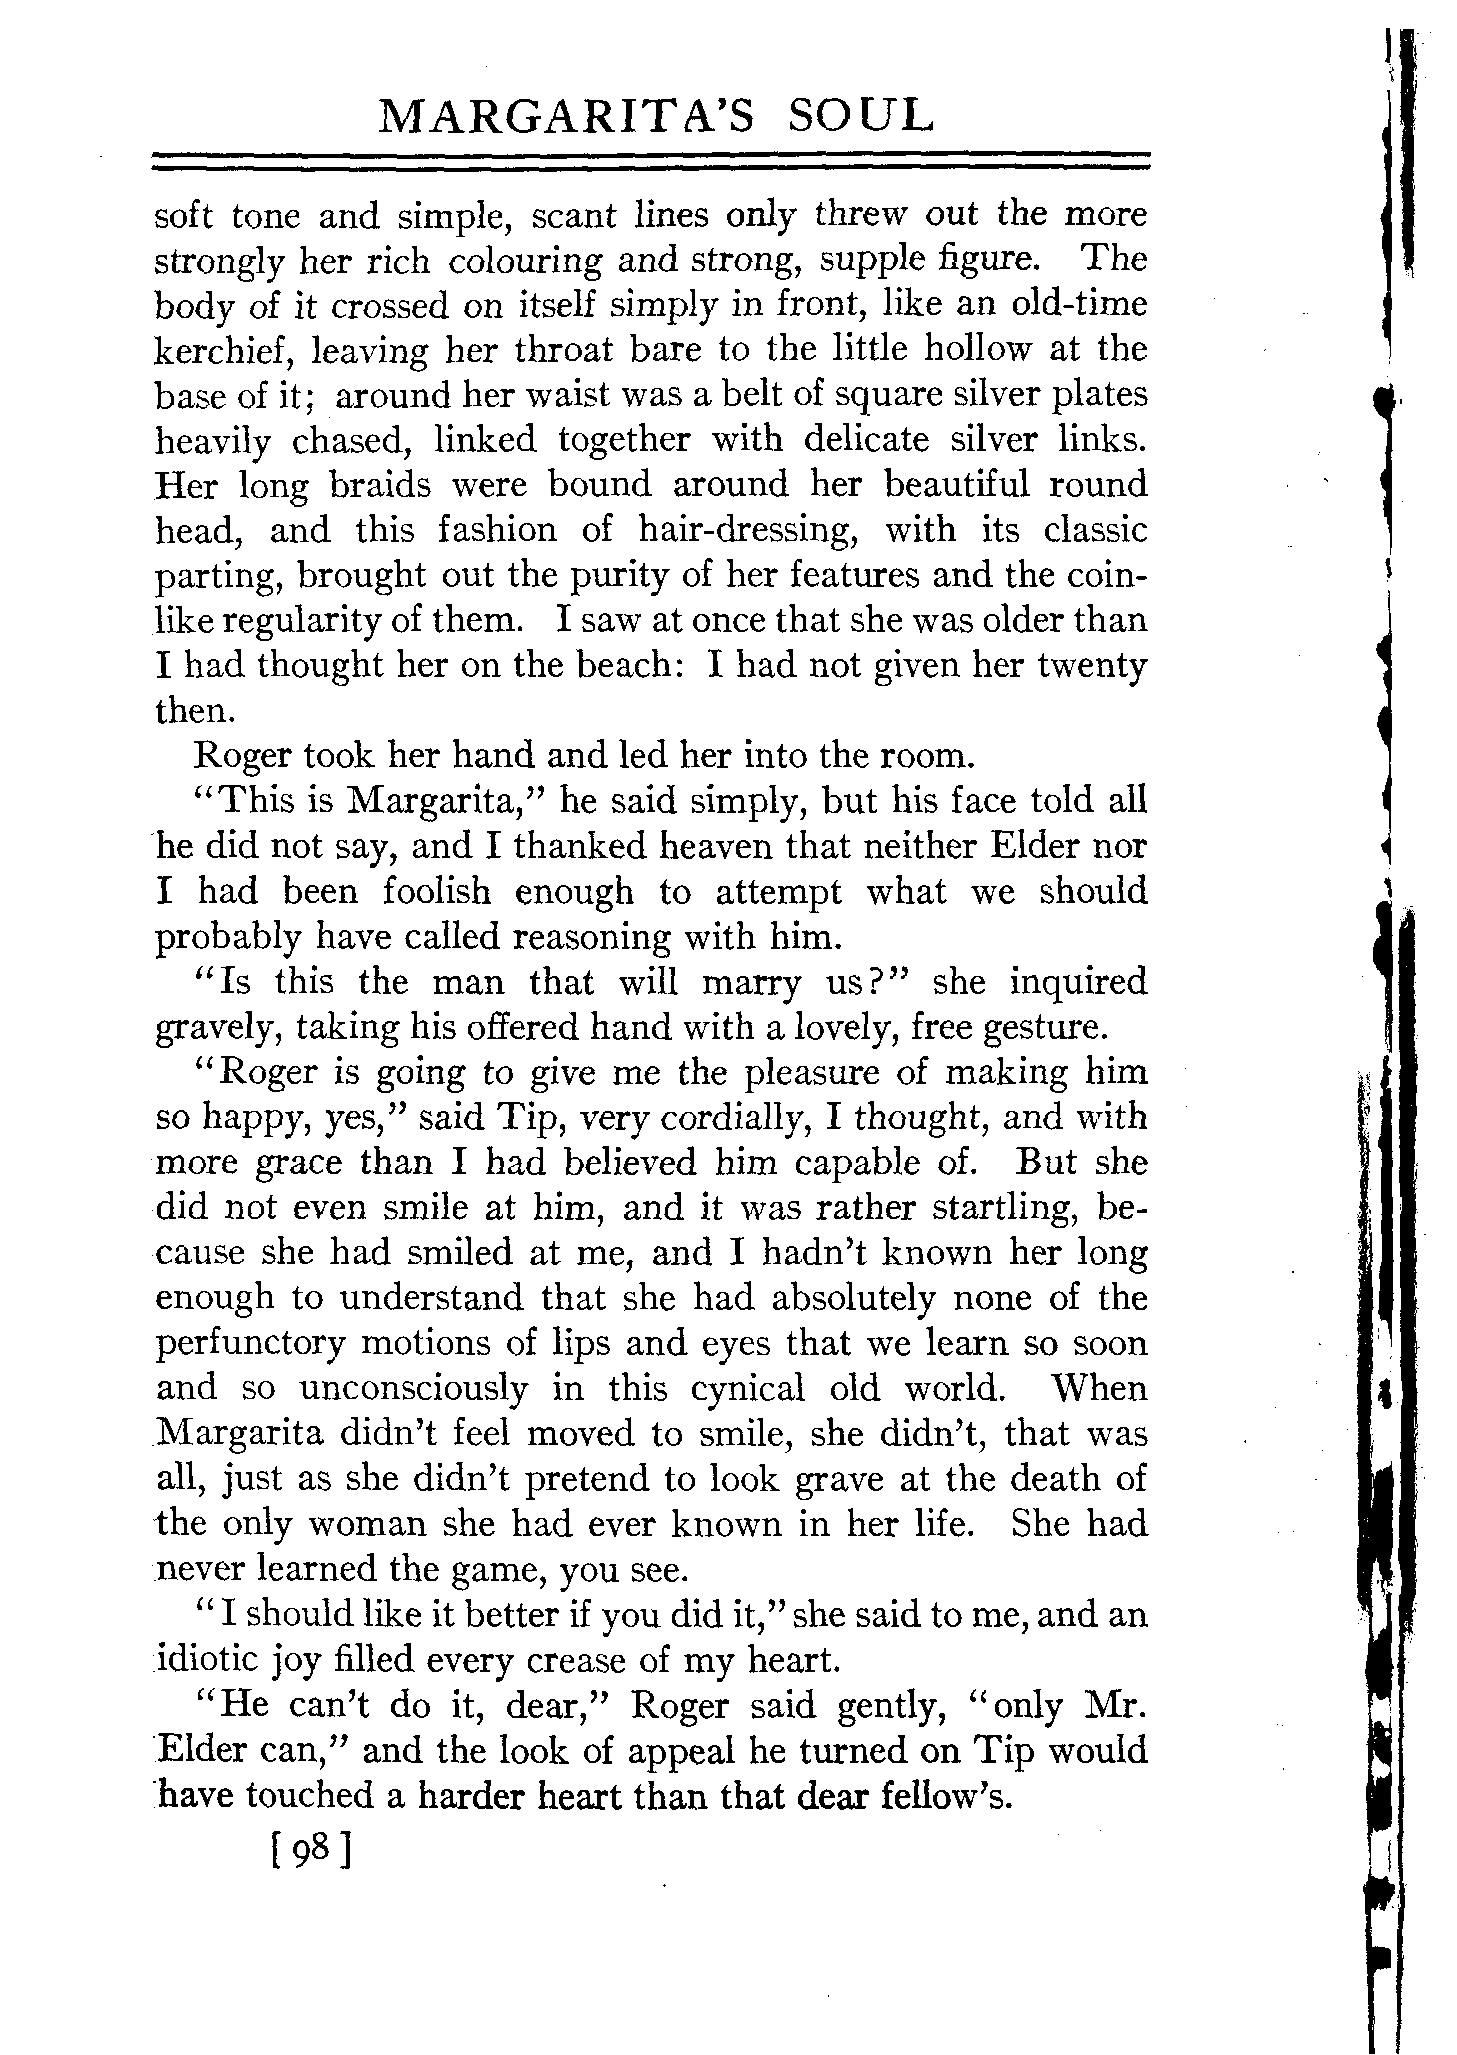 MARGARITA'S SOUL
soft tone and simple, scant lines only threw out the more
strongly her rich colouring and strong, supple figure. The
body of it crossed on itself simply in front, like an old-time
kerchief, leaving her throat bare to the little hollow at the
base of it; around her waist was a belt of square silver plates
heavily chased, linked together with delicate silver links.
Her long braids were bound around her beautiful round
head, and this fashion of hair-dressing, with its classic
parting, brought out the purity of her features and the coin-
like regularity of them. I saw at once that she was older than
I had thought her on the beach: I had not given her twenty
then.
Roger took her hand and led her into the room.
"This is Margarita," he said simply, but his face told all
he did not say, and I thanked heaven that neither Elder nor
I had been foolish enough to attempt what we should
probably have called reasoning with him.
"Is this the man that will marry us?" she inquired
gravely, taking his offered hand with a lovely, free gesture.
"Roger is going to give me the pleasure of making him
so happy, yes," said Tip, very cordially, I thought, and with
more grace than I had believed him capable of. But she
did not even smile at him, and it was rather startling, be-
cause she had smiled at me, and I hadn't known her long
enough to understand that she had absolutely none of the
perfunctory motions of lips and eyes that we learn so soon
and so unconsciously in this cynical old world. When
Margarita didn't feel moved to smile, she didn't, that was
all, just as she didn't pretend to look grave at the death of
the only woman she had ever known in her life. She had
never learned the game, you see.
"I should like it better if you did it," she said to me, and an
idiotic joy filled every crease of my heart.
"He can't do it, dear," Roger said gently, "only Mr.
Elder can," and the look of appeal he turned on Tip would
have touched a harder heart than that dear fellow's.
[ 98 ]